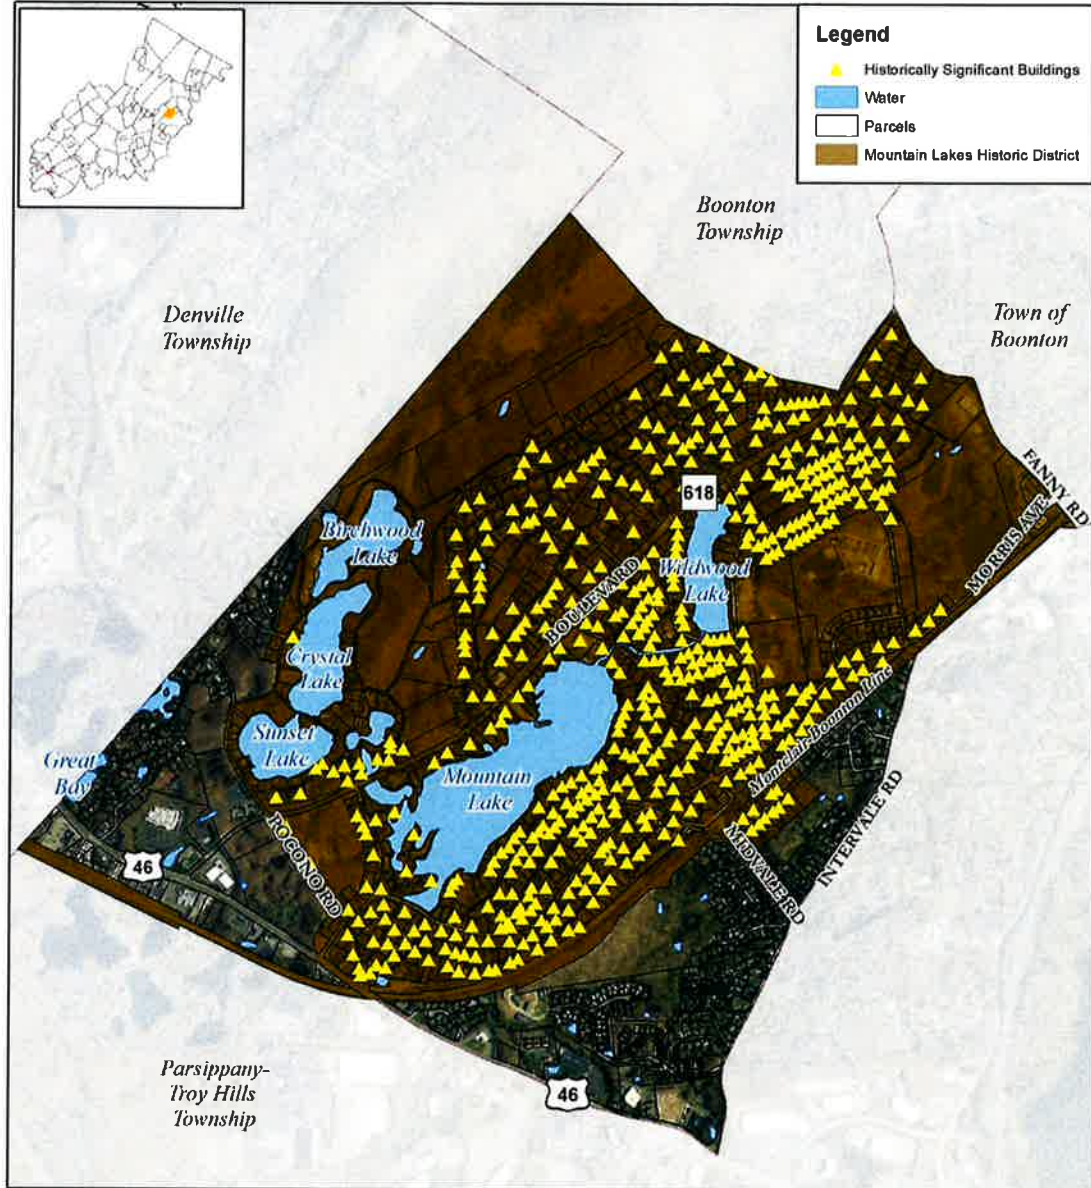 Legend
Historically Significant Buildings
Water
Parcels
Mountain Lakes Historic District
Boonton
Township
Denville
Township
Town of
Boonton
FANNY RD
MORRIS AVE
618
Birchwood
Lake
Wildwood
Lake
BOULEVARD
Crystal
Lake
Sunset
Lake
Great
Bay
Mountain
Lake
Montclair-Boonton Line
INTERVALE RD
MIDVALE RD
POCONO RD
46
Parsippany-
Troy Hills
Township
46